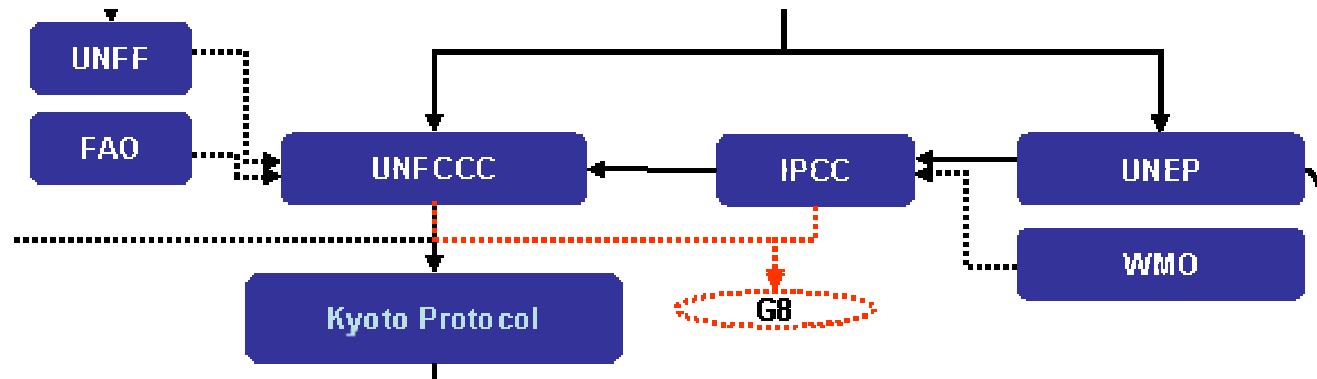 UNFF
FAO
UNFCCC
IPCC
UNEP
WMO
Kyoto Protocol
G8